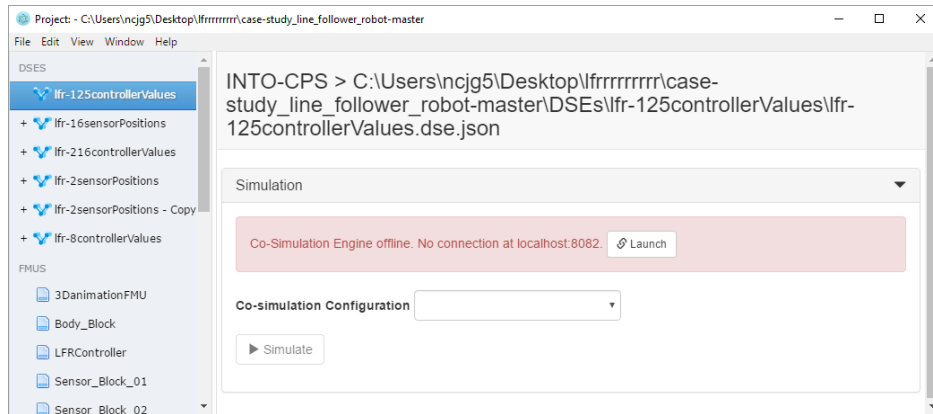 Project: - C:\Users\ncjg5\Desktop\lfrrrrrrrr\case-study_line_follower_robot-master
File Edit View Window Help
DSES
lfr-125controllerValues
+ lfr-16sensorPositions
+ lfr-216controllerValues
+ lfr-2sensorPositions
+ lfr-2sensorPositions - Copy
+ lfr-8controllerValues
FMUS
3DanimationFMU
Body_Block
LFRController
Sensor_Block_01
Sensor_Block_02
INTO-CPS > C:\Users\ncjg5\Desktop\lfrrrrrrrrr\case-
study_line_follower_robot-master\DSEs\lfr-125controllerValues\lfr-
125controllerValues.dse.json
Simulation
Co-Simulation Engine offline. No connection at localhost:8082. Launch
Co-simulation Configuration
Simulate